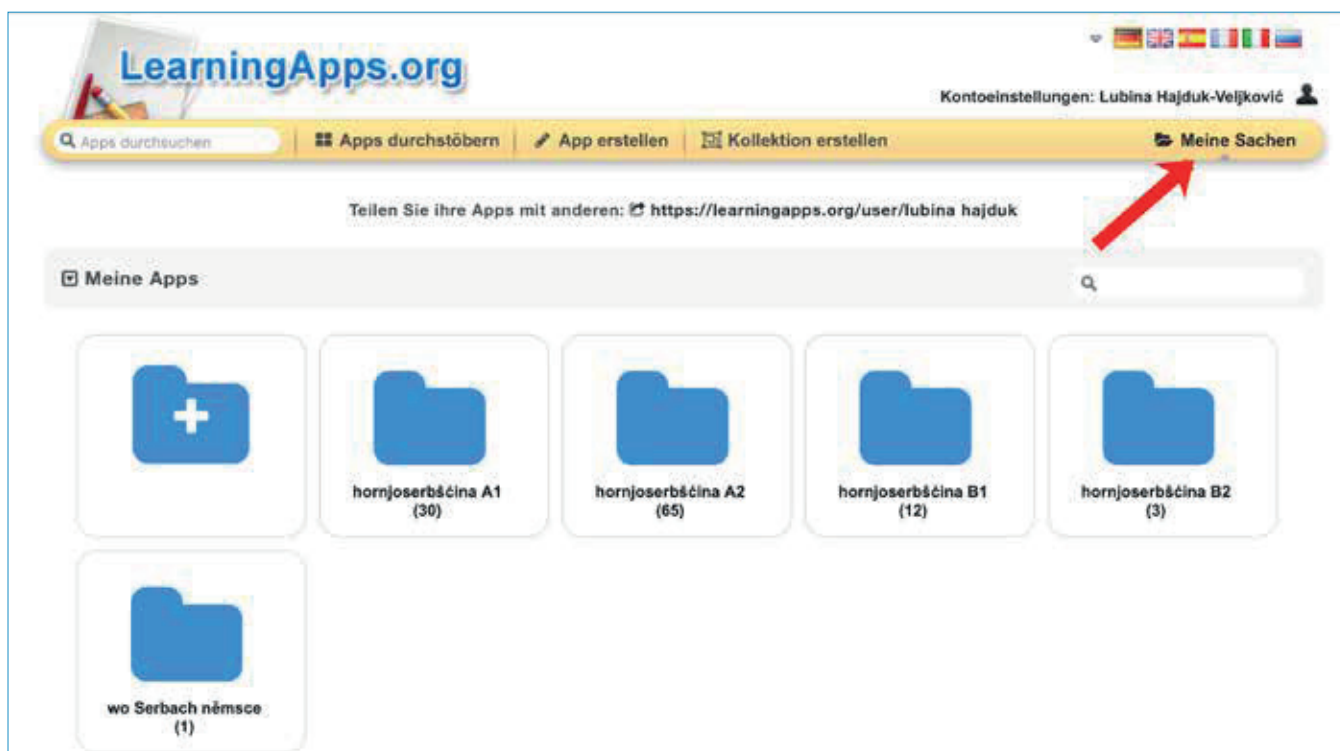 LearningApps.org
Kontoeinstellungen: Lubina Hajduk-Veljković
Apps durchsuchen
Apps durchstöbern
App erstellen
Kollektion erstellen
Meine Sachen
Teilen Sie ihre Apps mit anderen: https://learningapps.org/user/lubina hajduk
Meine Apps
hornjoserbšćina A1
(30)
hornjoserbšćina A2
(65)
hornjoserbšćina B1
(12)
hornjoserbšćina B2
(3)
wo Serbach němsce
(1)